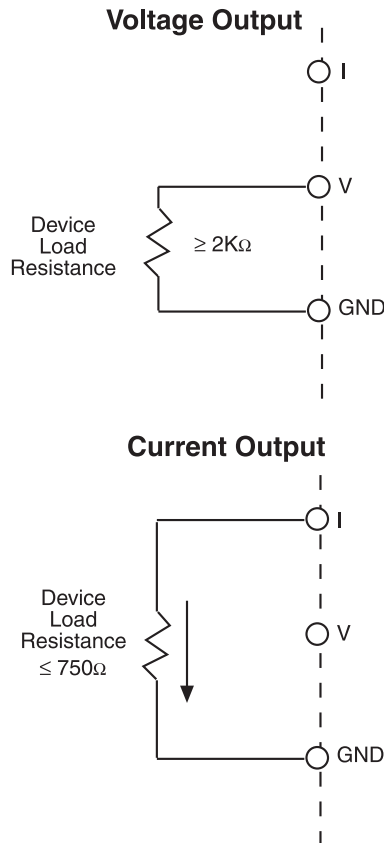 Voltage Output
I
V
Device
Load
Resistance
≥ 2KΩ
GND
Current Output
I
Device
Load
Resistance
≤ 750Ω
V
GND